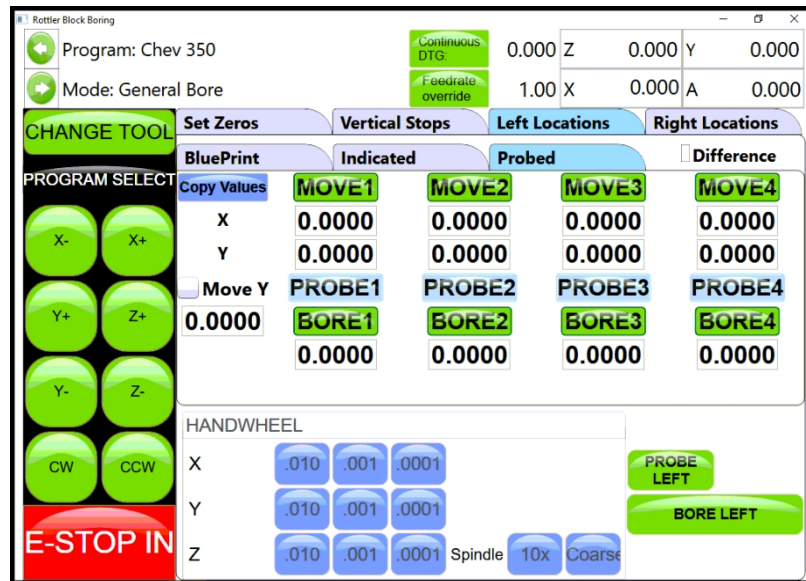 Rottler Block Boring
Program: Chev 350
Continuous DTG: 0.000 Z 0.000 Y 0.000
Mode: General Bore
Feedrate override 1.00 X 0.000 A 0.000
CHANGE TOOL
Set Zeros Vertical Stops Left Locations Right Locations
BluePrint Indicated Probed Difference
PROGRAM SELECT
Copy Values MOVE1 MOVE2 MOVE3 MOVE4
X 0.0000 0.0000 0.0000 0.0000
Y 0.0000 0.0000 0.0000 0.0000
Move Y PROBE1 PROBE2 PROBE3 PROBE4
0.0000 BORE1 BORE2 BORE3 BORE4
0.0000 0.0000 0.0000 0.0000
X- X+
Y+ Z+
Y- Z-
CW CCW
E-STOP IN
HANDWHEEL
X .010 .001 .0001
Y .010 .001 .0001
Z .010 .001 .0001 Spindle 10x Coarse
PROBE
LEFT
BORE LEFT